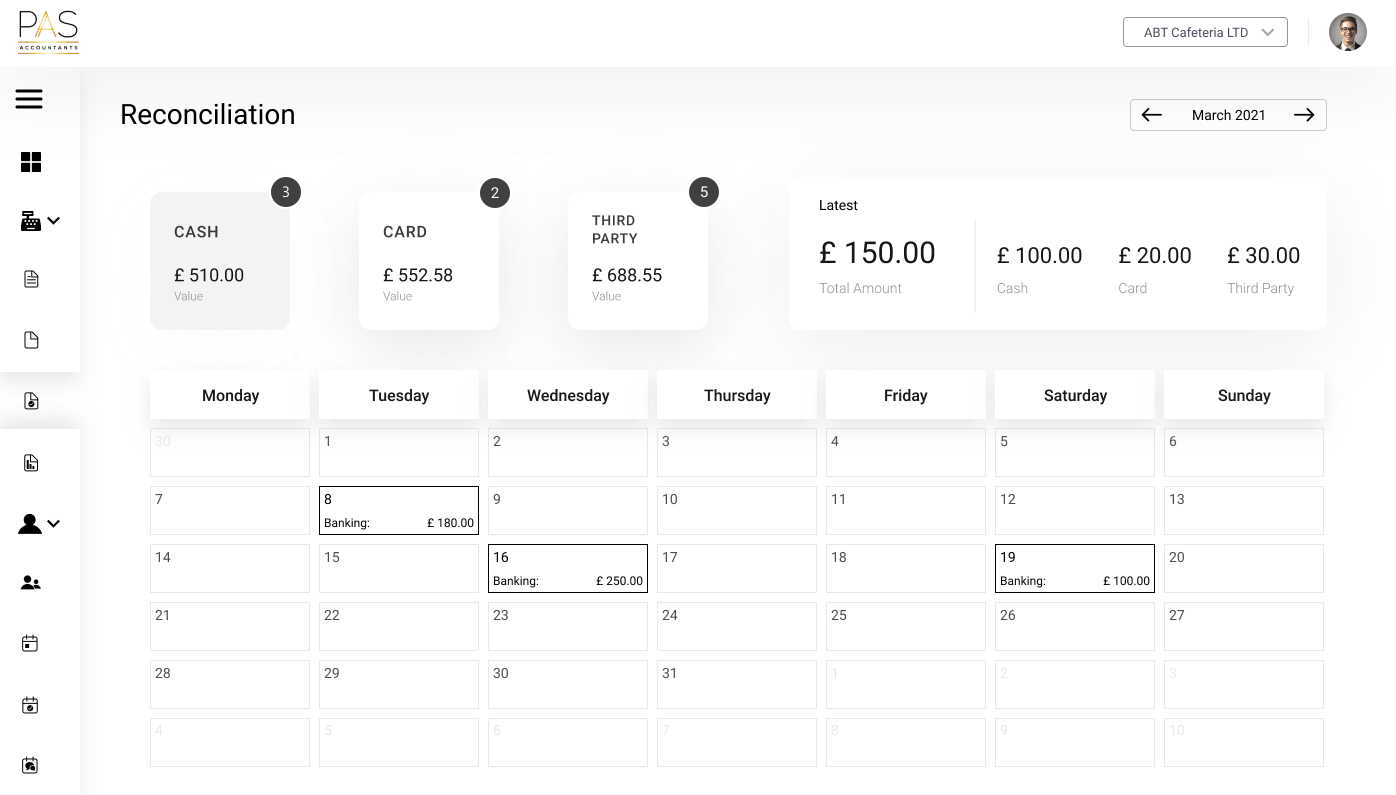 PAS
ACCOUNTANTS
ABT Cafeteria LTD
Reconciliation
March 2021
3
CASH
£ 510.00
Value
2
CARD
£ 552.58
Value
5
THIRD
PARTY
£ 688.55
Value
Latest
£ 150.00
Total Amount
£ 100.00
Cash
£ 20.00
Card
£ 30.00
Third Party
Monday Tuesday Wednesday Thursday Friday Saturday Sunday
30 1 2 3 4 5 6
7 8 9 10 11 12 13
Banking: £ 180.00
14 15 16 17 18 19 20
Banking: £ 250.00 Banking: £ 100.00
21 22 23 24 25 26 27
28 29 30 31 1 2 3
4 5 6 7 8 9 10